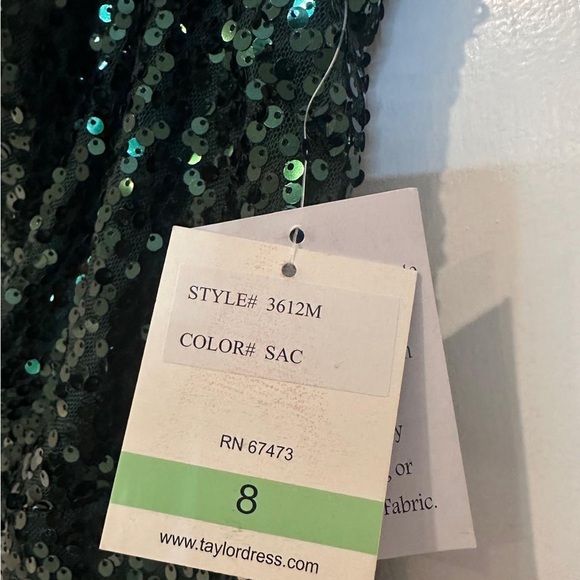 STYLE# 3612M
COLOR# SAC
RN 67473
8
www.taylordress.com
or
Fabric.